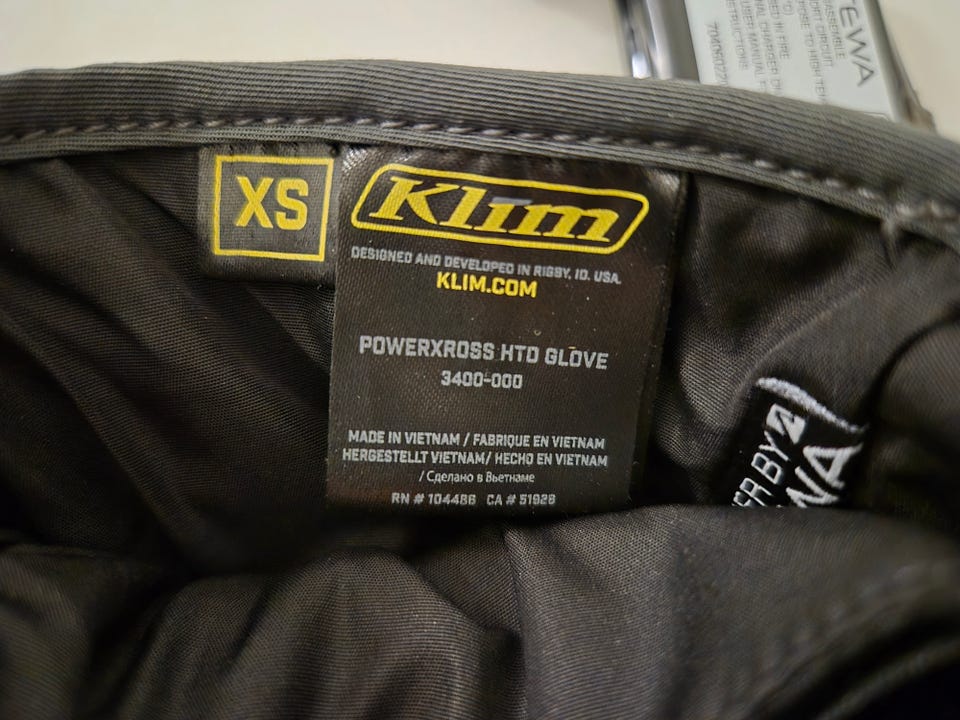 XS
Klim
DESIGNED AND DEVELOPED IN RIGBY, ID. USA.
KLIM.COM
POWERXROSS HTD GLOVE
3400-000
MADE IN VIETNAM / FABRIQUE EN VIETNAM
HERGESTELLT VIETNAM/ HECHO EN VIETNAM
/ Сделано в Вьетнаме
RN # 104486 CA # 51928
BY